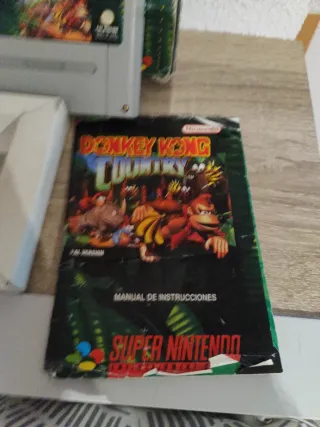 Nintendo
DONKEY KONG
COUNTRY
PAL VERSION
MANUAL DE INSTRUCCIONES
SUPER NINTENDO